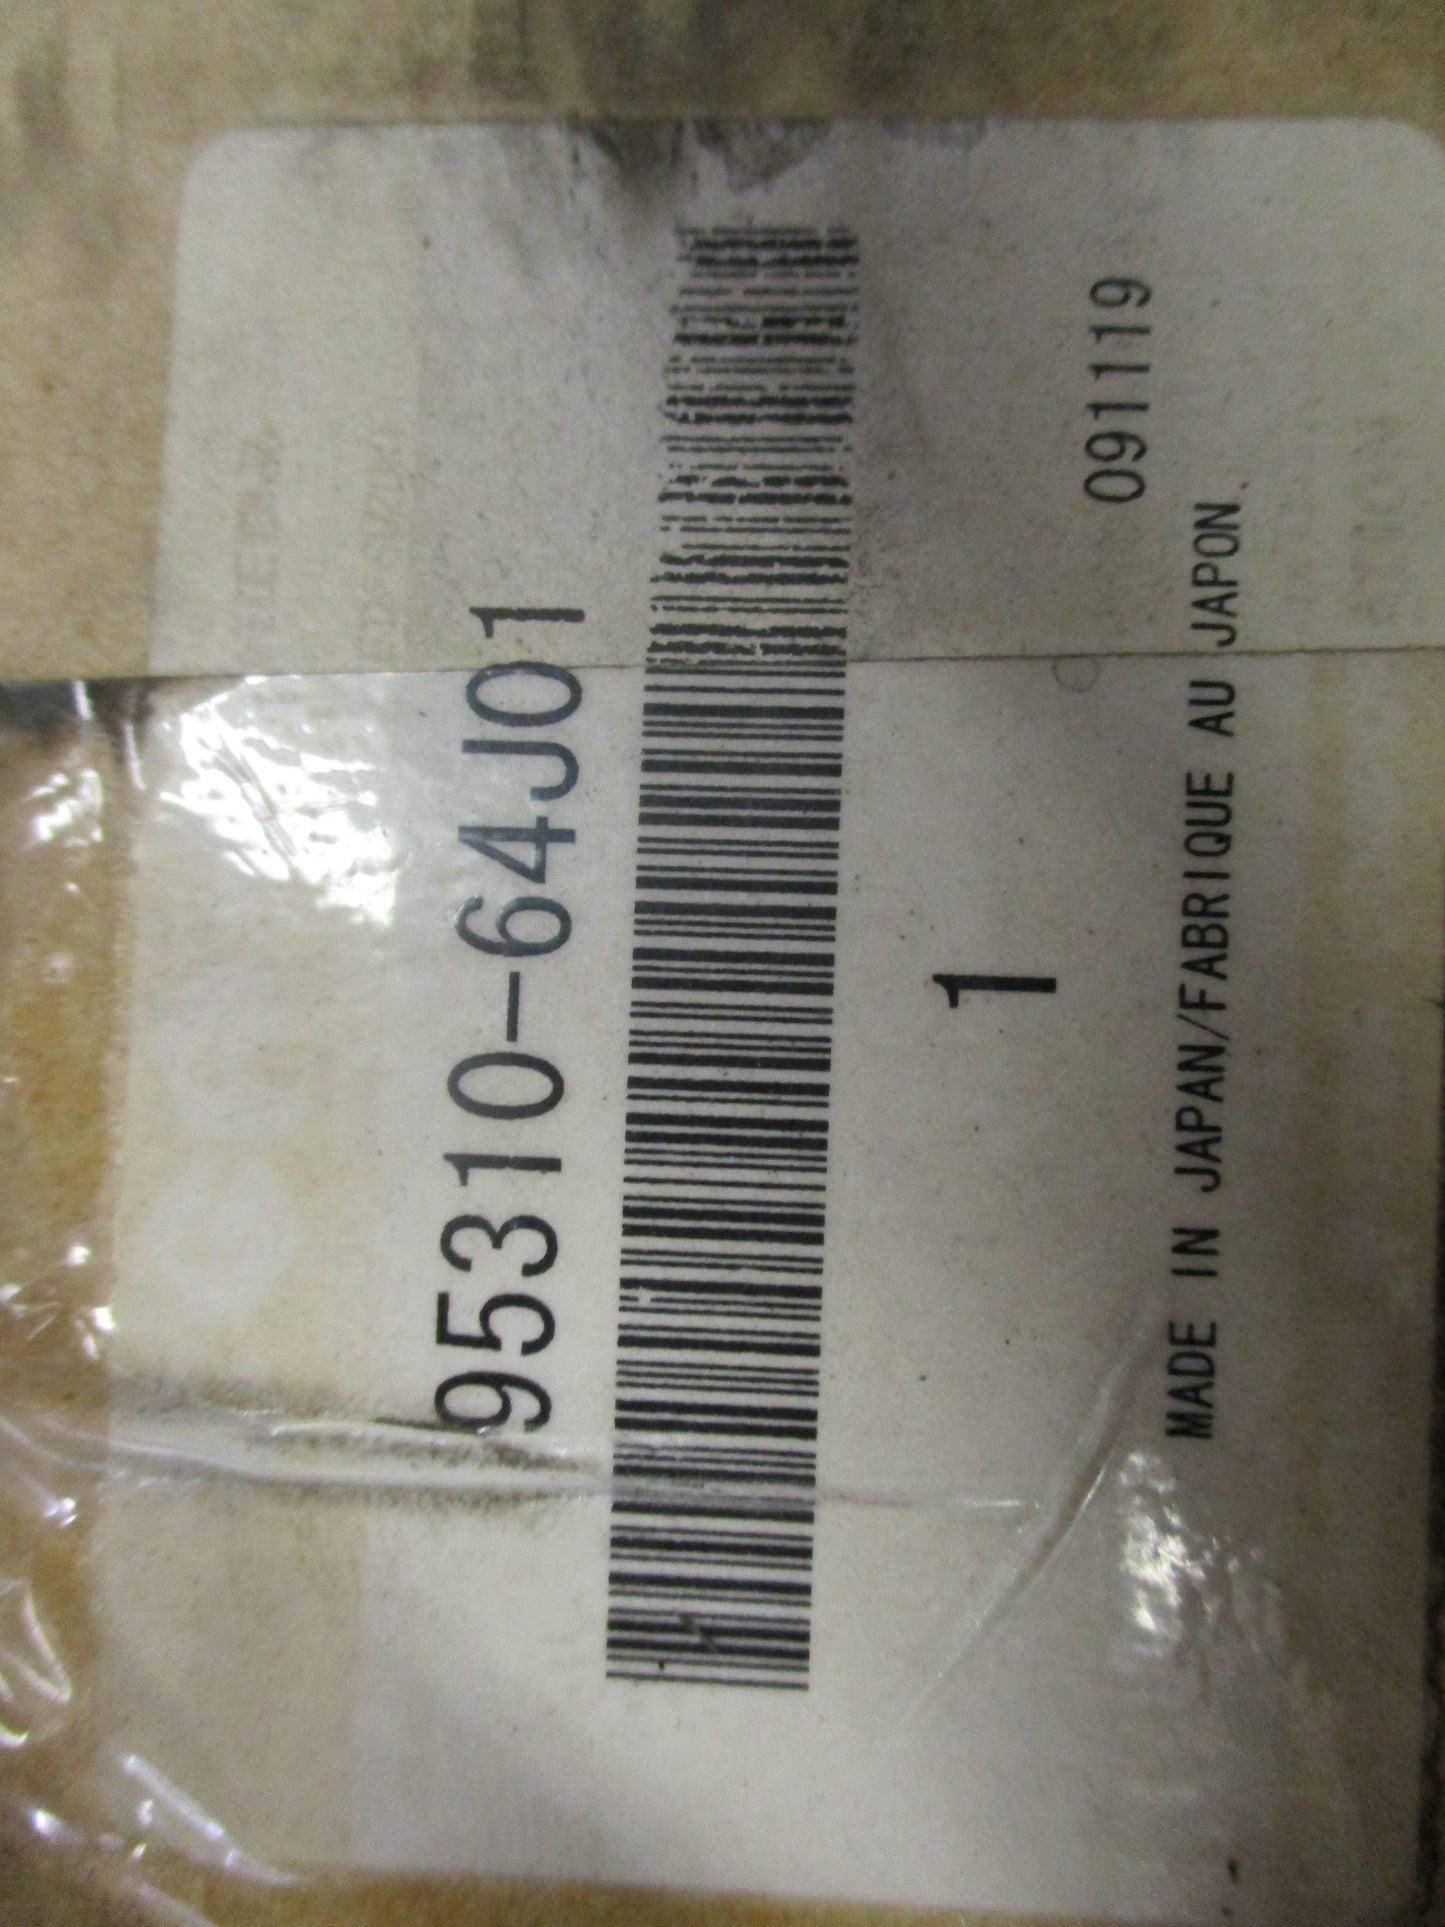 95310-64J01
1
091119
MADE IN JAPAN/FABRIQUE AU JAPON